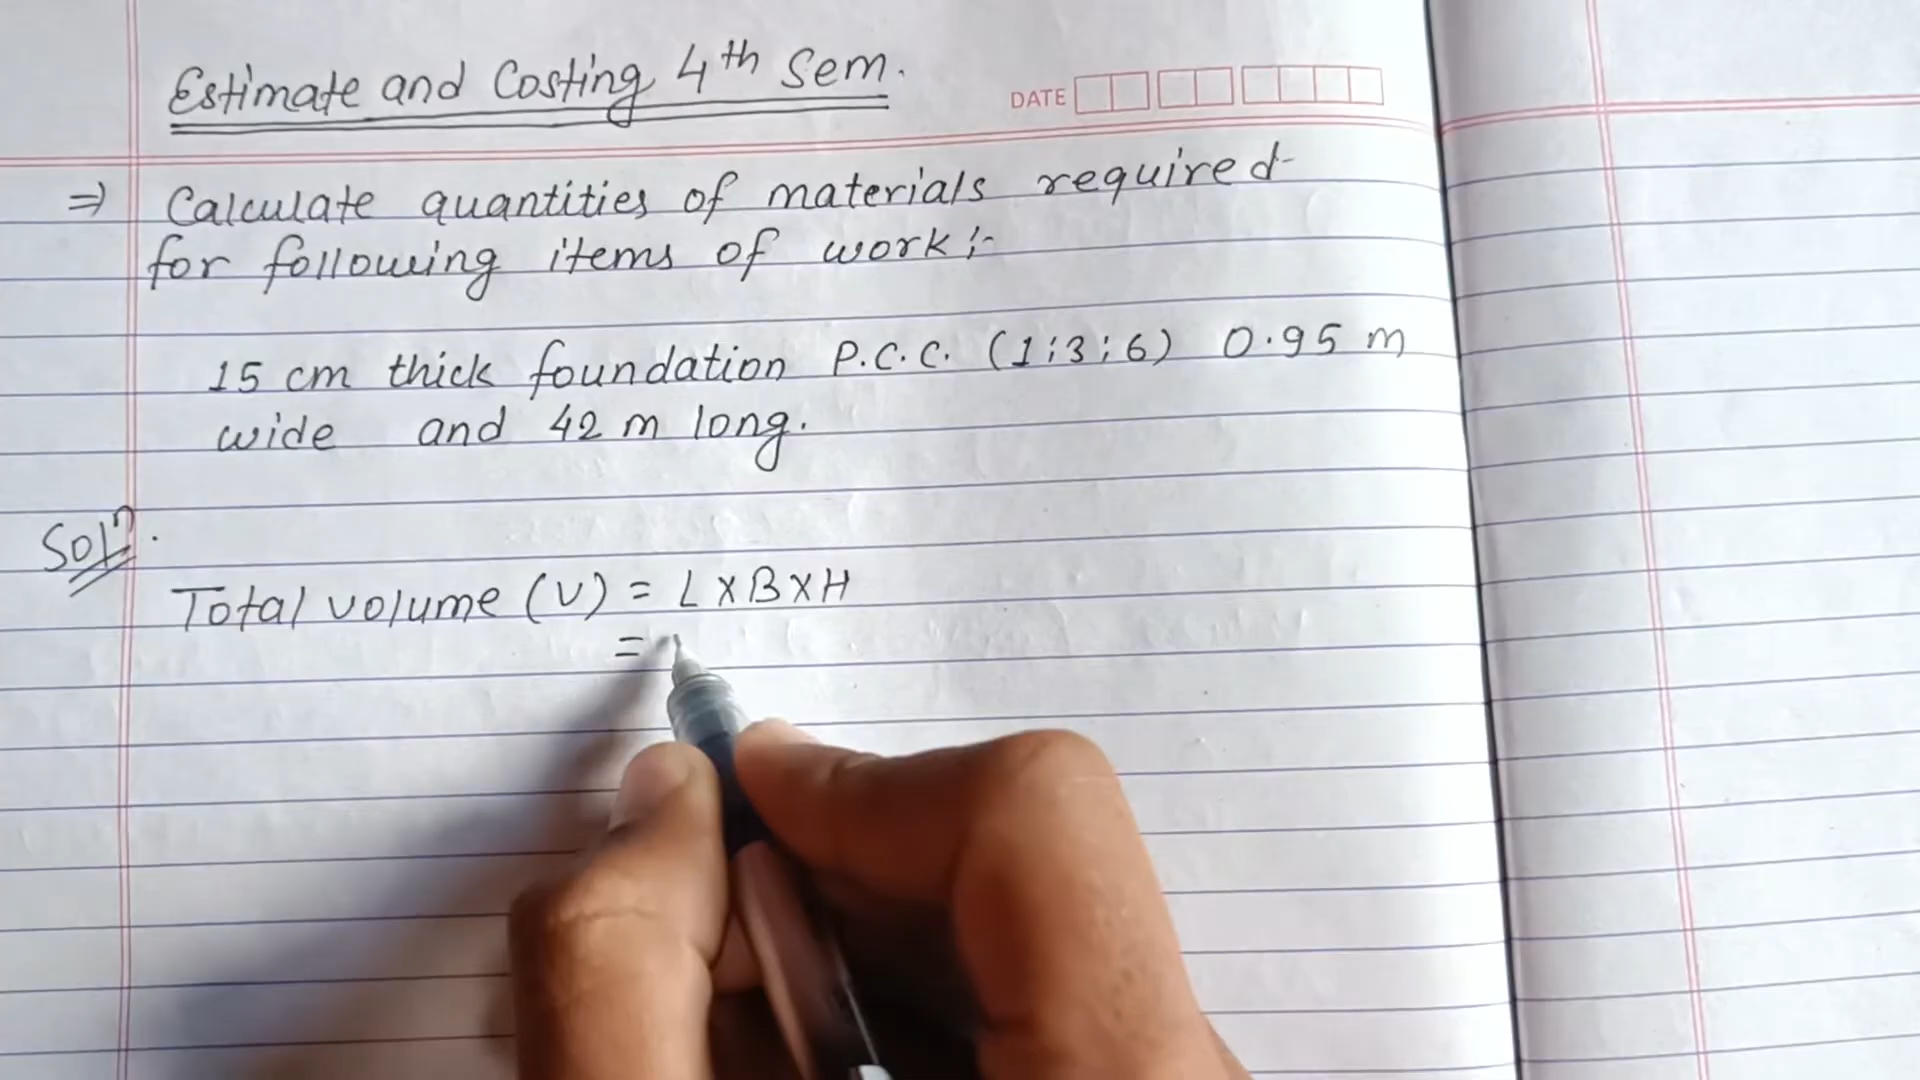 Estimate and Costing 4th Sem.
DATE
⇒ Calculate quantities of materials required
for following items of work:-
15 cm thick foundation P.C.C. (1:3:6) 0.95 m
wide and 42 m long.
Solⁿ.
Total volume (V) = L×B×H
=